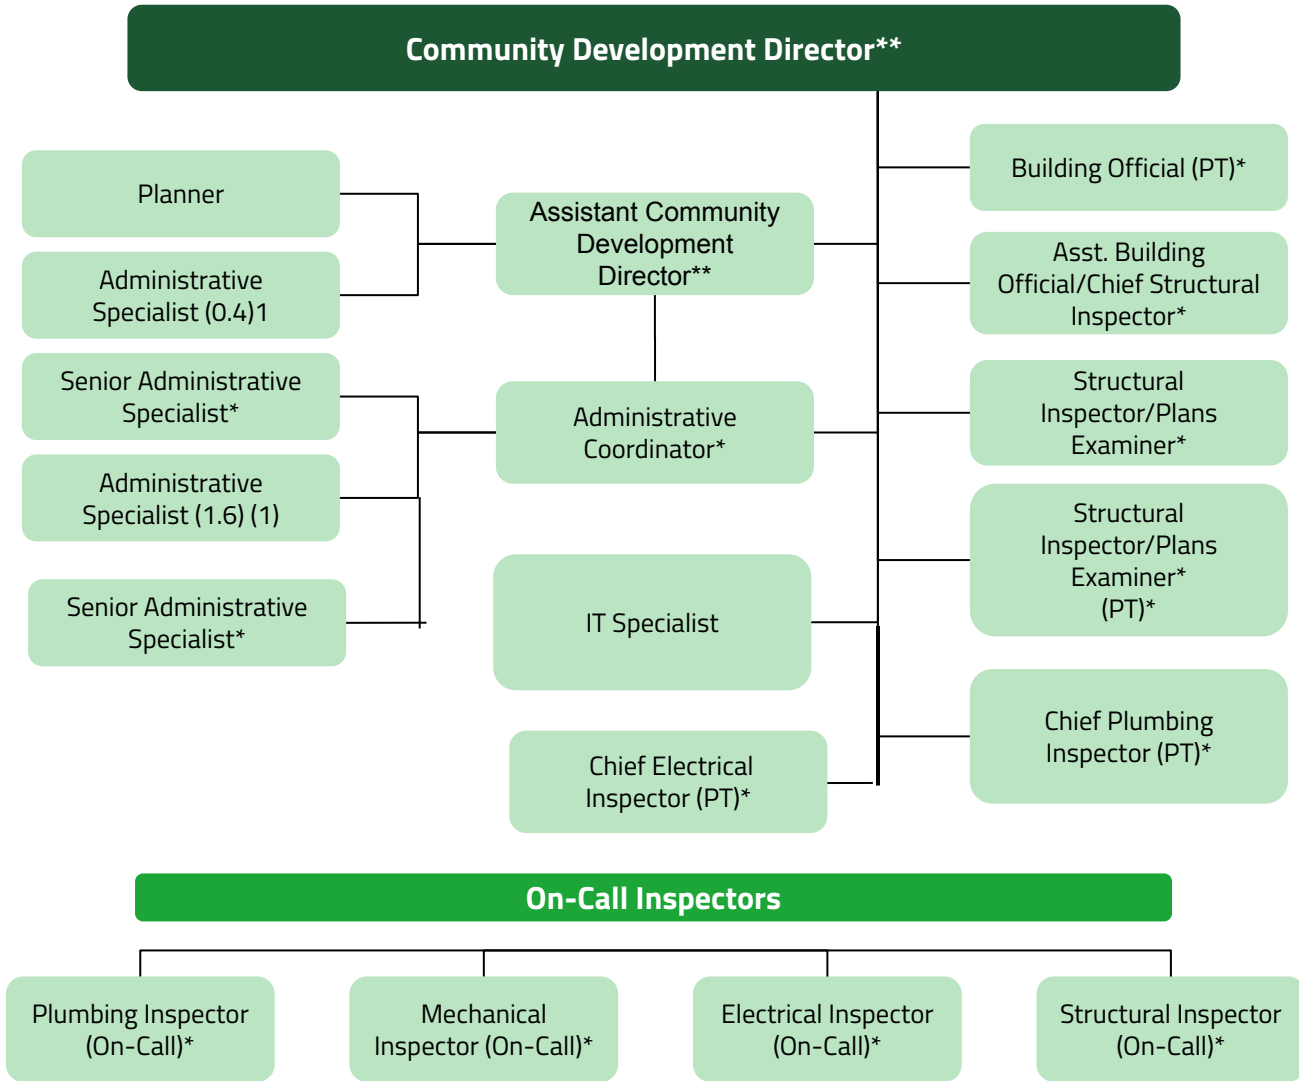 Community Development Director**
Planner
Administrative
Specialist (0.4)1
Senior Administrative
Specialist*
Administrative
Specialist (1.6) (1)
Senior Administrative
Specialist*
Assistant Community
Development
Director**
Administrative
Coordinator*
IT Specialist
Chief Electrical
Inspector (PT)*
Building Official (PT)*
Asst. Building
Official/Chief Structural
Inspector*
Structural
Inspector/Plans
Examiner*
Structural
Inspector/Plans
Examiner*
(PT)*
Chief Plumbing
Inspector (PT)*
On-Call Inspectors
Plumbing Inspector
(On-Call)*
Mechanical
Inspector (On-Call)*
Electrical Inspector
(On-Call)*
Structural Inspector
(On-Call)*